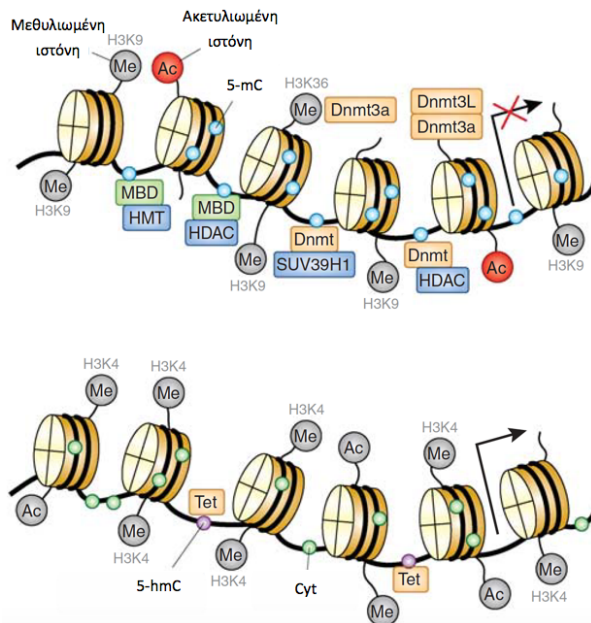 Μεθυλιωμένη
ιστόνη
Ακετυλιωμένη
ιστόνη
H3K9
Me
Ac
5-mC
H3K36
Me
Dnmt3a
Dnmt3L
Dnmt3a
Me
H3K9
MBD
HMT
MBD
HDAC
Me
H3K9
Dnmt
SUV39H1
Me
H3K9
Dnmt
HDAC
Ac
Me
H3K9
H3K4
Me
H3K4
Me
H3K4
Me
Ac
H3K4
Me
Ac
Me
H3K4
Tet
5-hmC
Me
H3K4
Cyt
Me
Tet
Ac
Me
H3K4